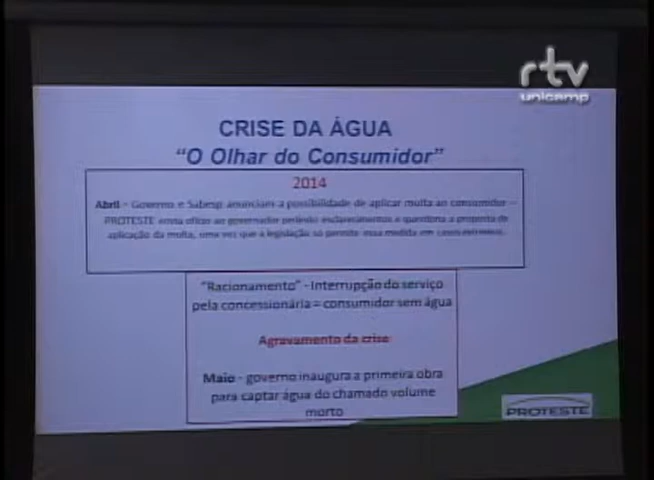 rtv
unicamp
CRISE DA ÁGUA
"O Olhar do Consumidor"
2014
Abril - Governo e Sabesp anunciam a possibilidade de aplicar multa ao consumidor –
PROTESTE envia ofício ao governador pedindo esclarecimentos e questiona a proposta de
aplicação da multa, uma vez que a legislação só permite essa medida em casos extremos.
"Racionamento" - Interrupção do serviço
pela concessionária = consumidor sem água
Agravamento da crise
Maio - governo inaugura a primeira obra
para captar água do chamado volume
morto
PROTESTE